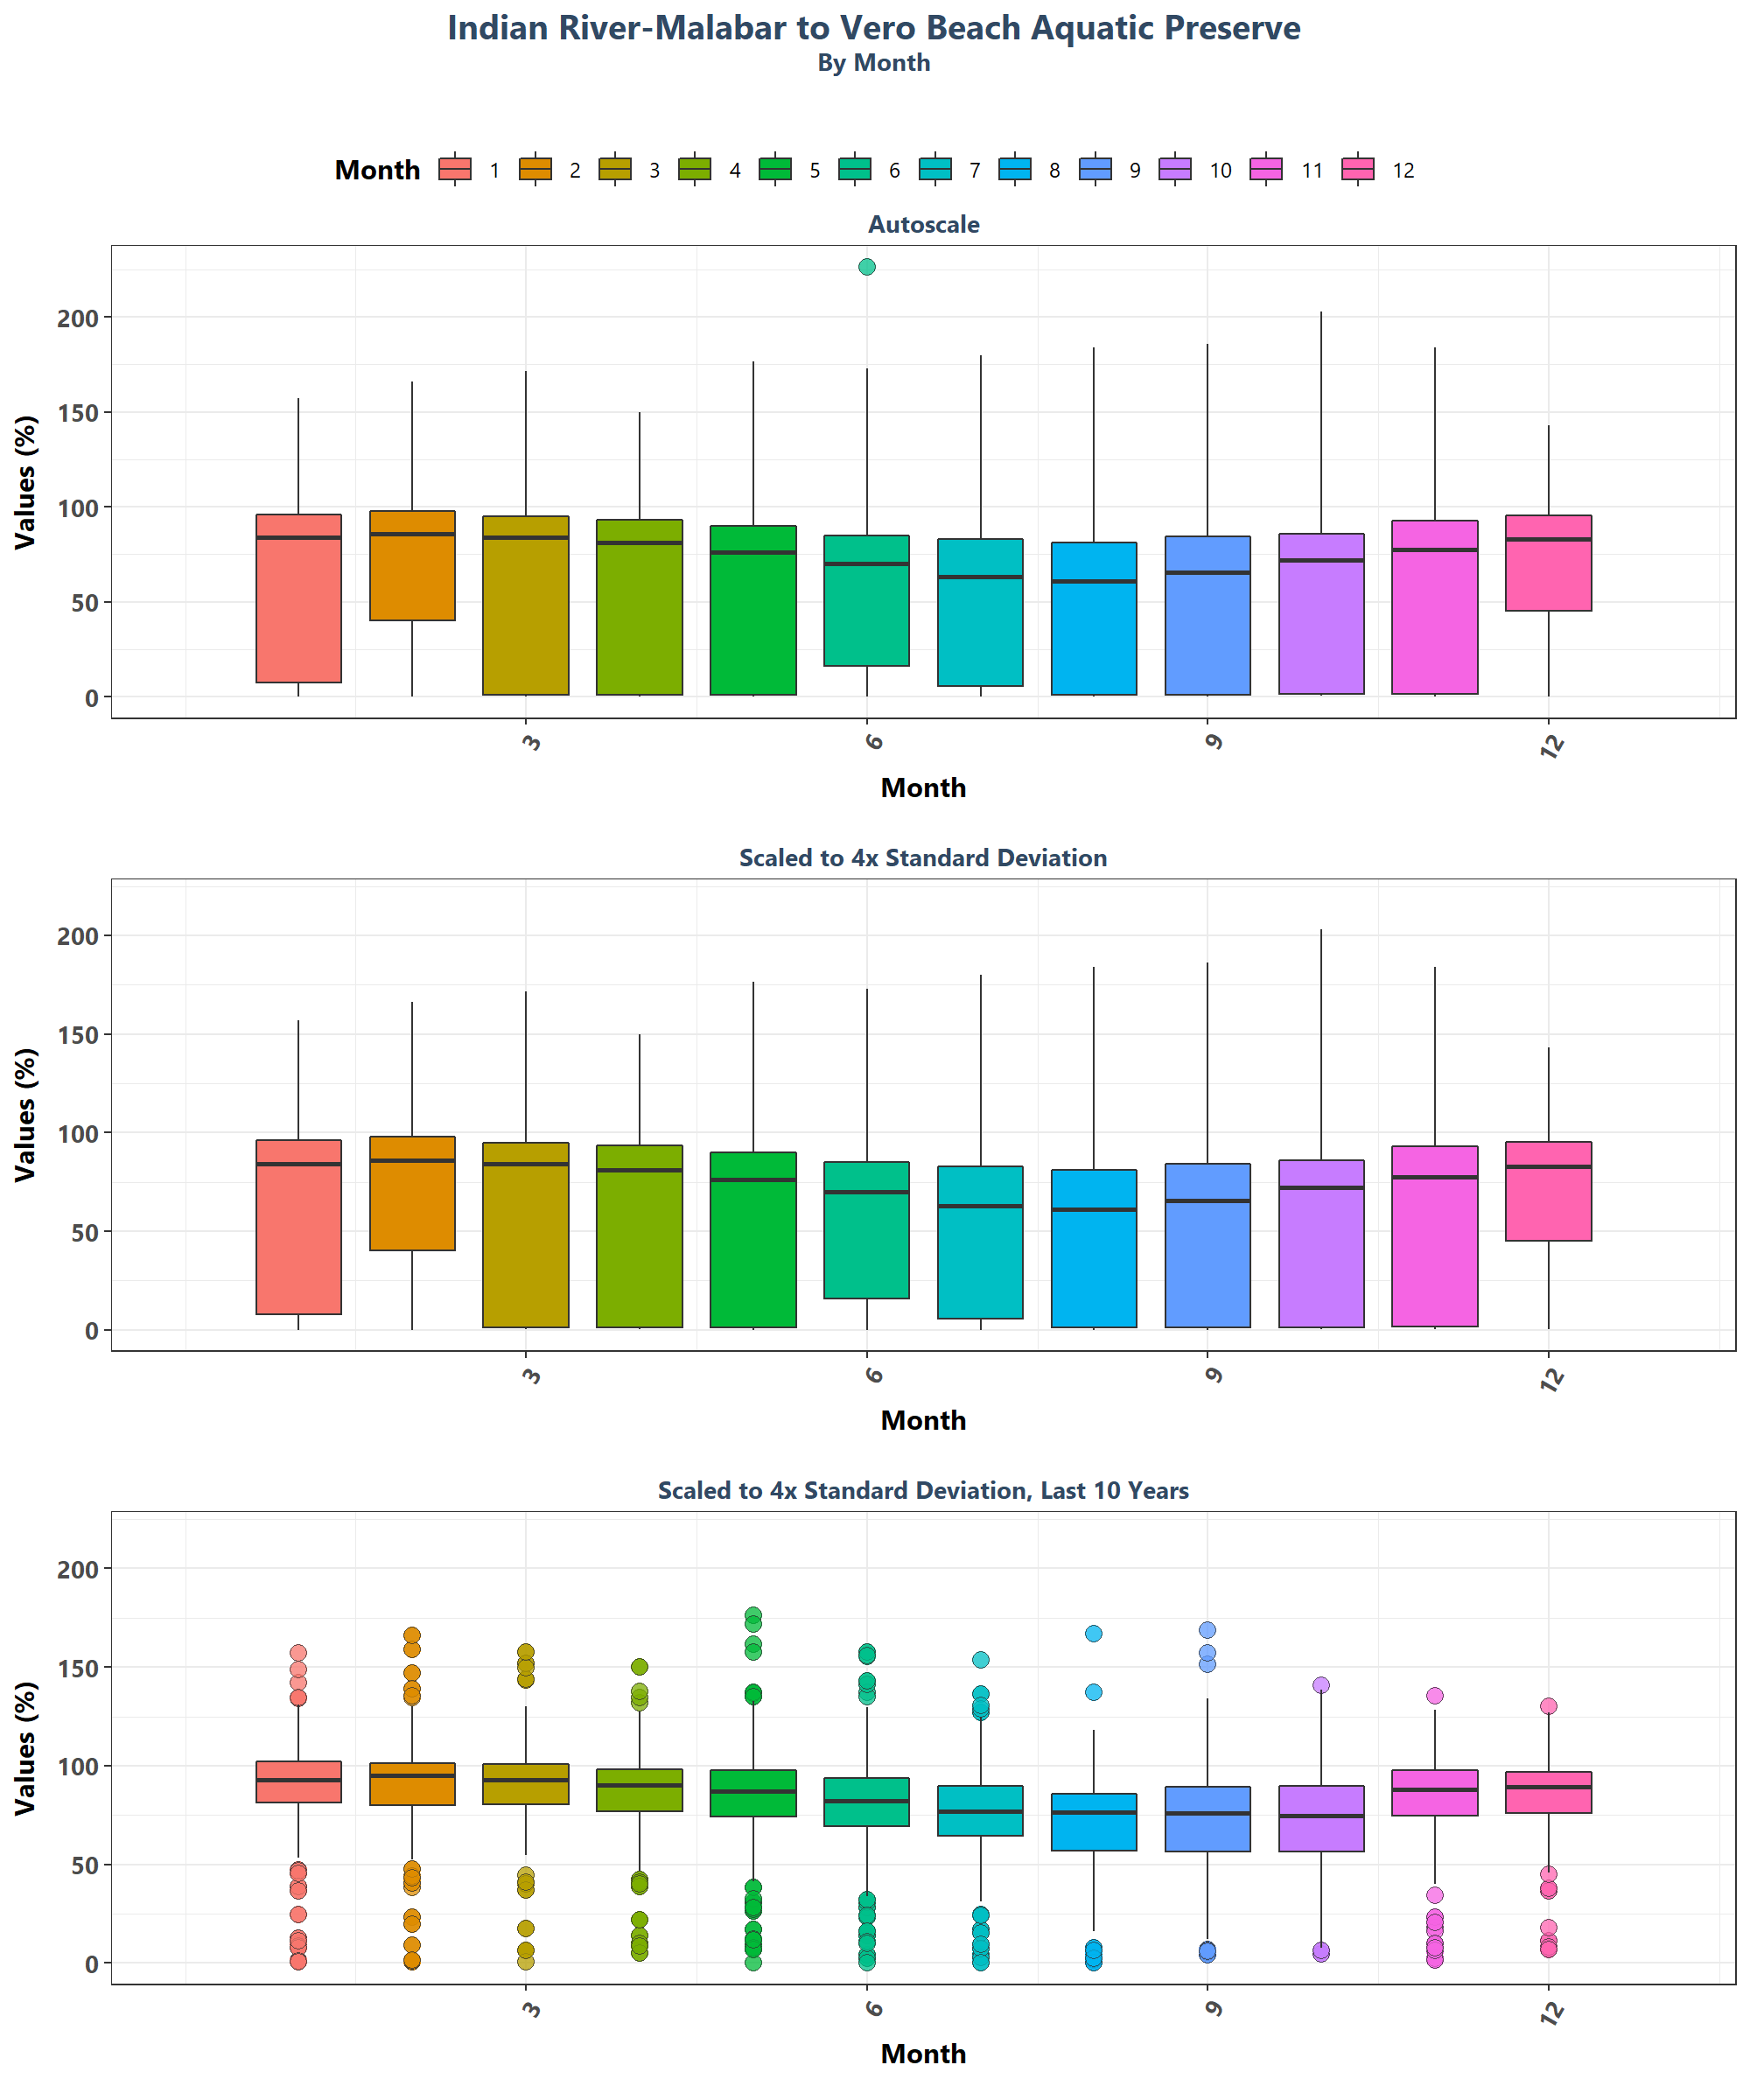 Indian River-Malabar to Vero Beach Aquatic Preserve
By Month
Month 1 2 3 4 5 6 7 8 9 10 11 12
Autoscale
Values (%)
200
150
100
50
0
3 6 9 12
Month
Scaled to 4x Standard Deviation
Values (%)
200
150
100
50
0
3 6 9 12
Month
Scaled to 4x Standard Deviation, Last 10 Years
Values (%)
200
150
100
50
0
3 6 9 12
Month